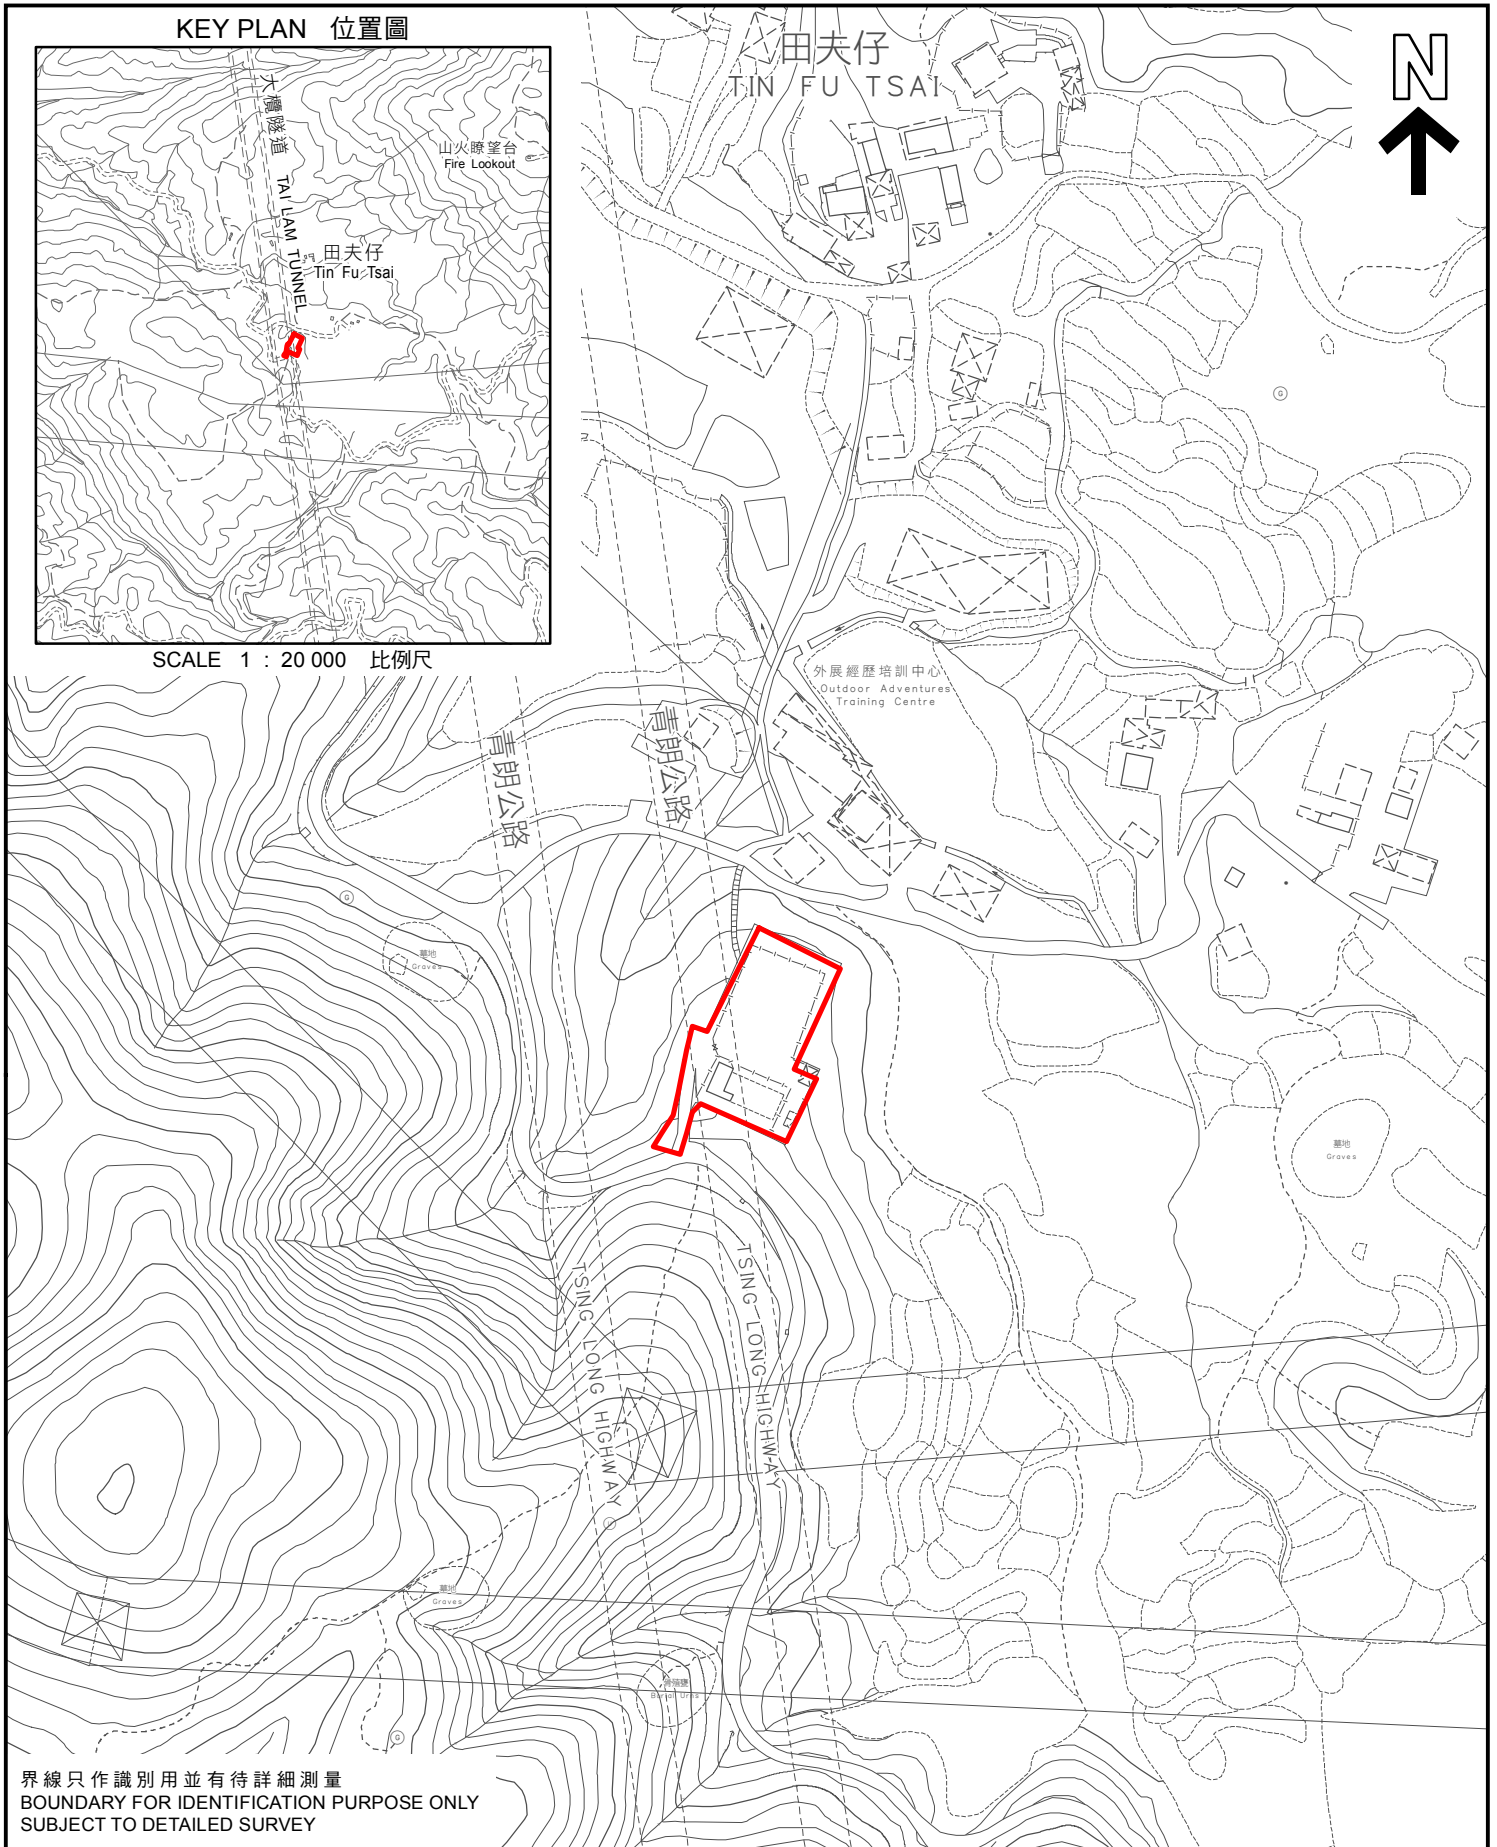 KEY PLAN 位置圖
大欖隧道 TAI LAM TUNNEL
山火瞭望台
Fire Lookout
田夫仔
Tin Fu Tsai
SCALE 1 : 20 000 比例尺
田夫仔
TIN FU TSAI
N
G
外展經歷培訓中心
Outdoor Adventures
Training Centre
青朗公路
青朗公路
G
墓地
Graves
墓地
Graves
TSING LONG HIGHWAY
TSING LONG HIGHWAY
墓地
Graves
骨殖甕
Burial Urns
G
界線只作識別用並有待詳細測量
BOUNDARY FOR IDENTIFICATION PURPOSE ONLY
SUBJECT TO DETAILED SURVEY